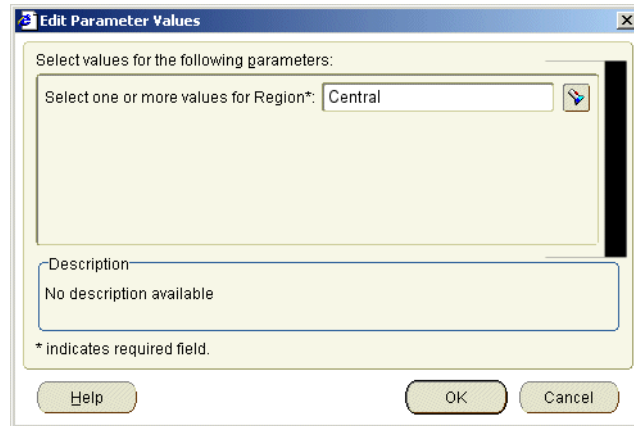 Edit Parameter Values
Select values for the following parameters:
Select one or more values for Region*: Central
Description
No description available
* indicates required field.
Help OK Cancel